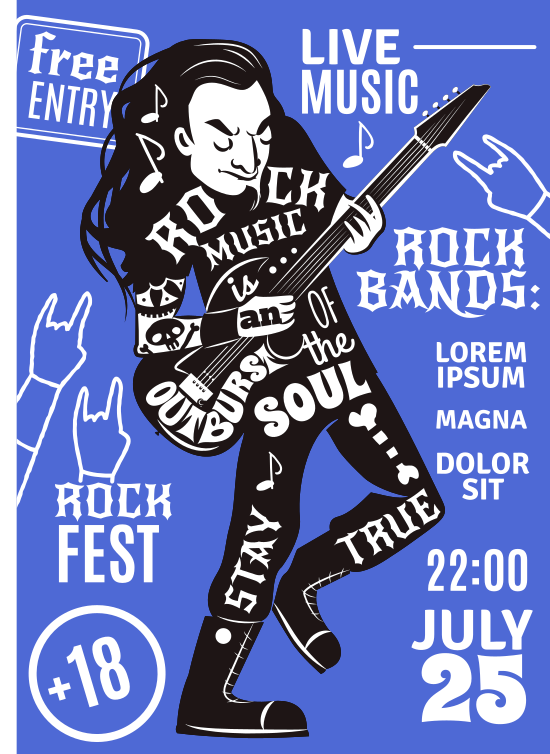 free
ENTRY
LIVE
MUSIC
ROCK
MUSIC
is
an
OUTBURST
OF
the
SOUL
STAY
TRUE
ROCK
BANDS:
LOREM
IPSUM
MAGNA
DOLOR
SIT
ROCK
FEST
+18
22:00
JULY
25